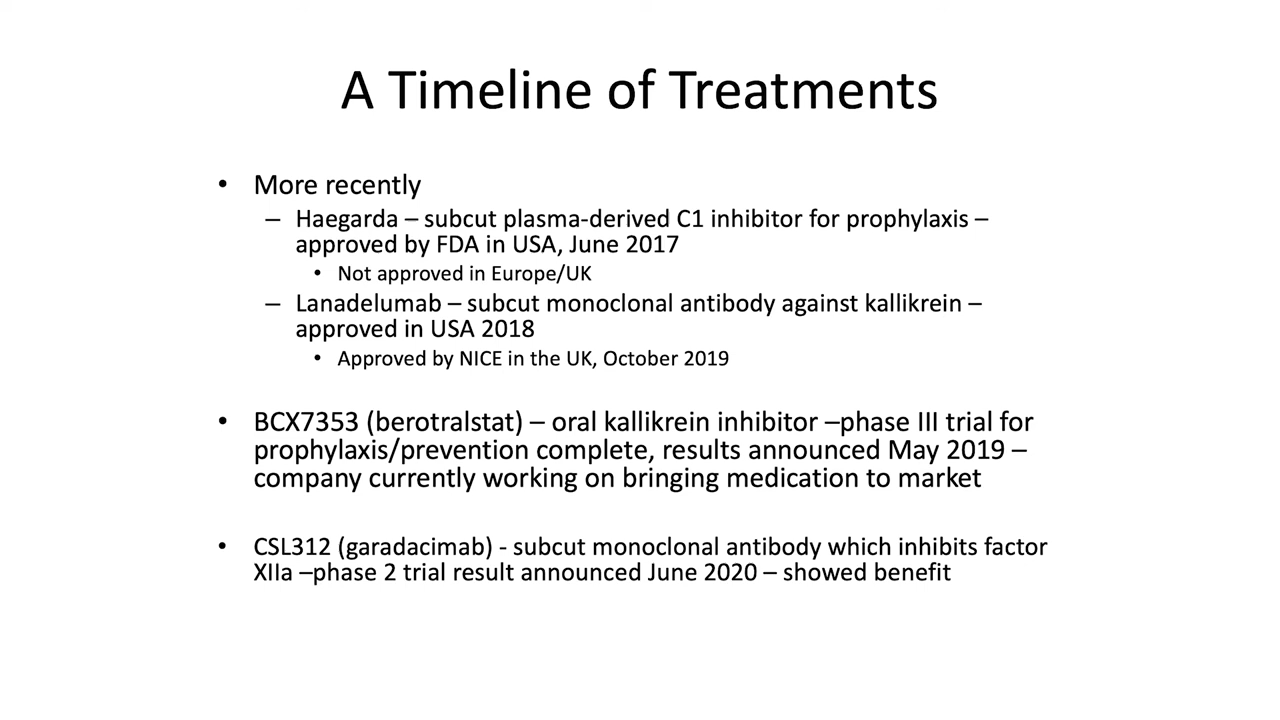 A Timeline of Treatments
• More recently
– Haegarda – subcut plasma-derived C1 inhibitor for prophylaxis –
approved by FDA in USA, June 2017
• Not approved in Europe/UK
– Lanadelumab – subcut monoclonal antibody against kallikrein –
approved in USA 2018
• Approved by NICE in the UK, October 2019
• BCX7353 (berotralstat) – oral kallikrein inhibitor –phase III trial for
prophylaxis/prevention complete, results announced May 2019 –
company currently working on bringing medication to market
• CSL312 (garadacimab) - subcut monoclonal antibody which inhibits factor
XIIa –phase 2 trial result announced June 2020 – showed benefit